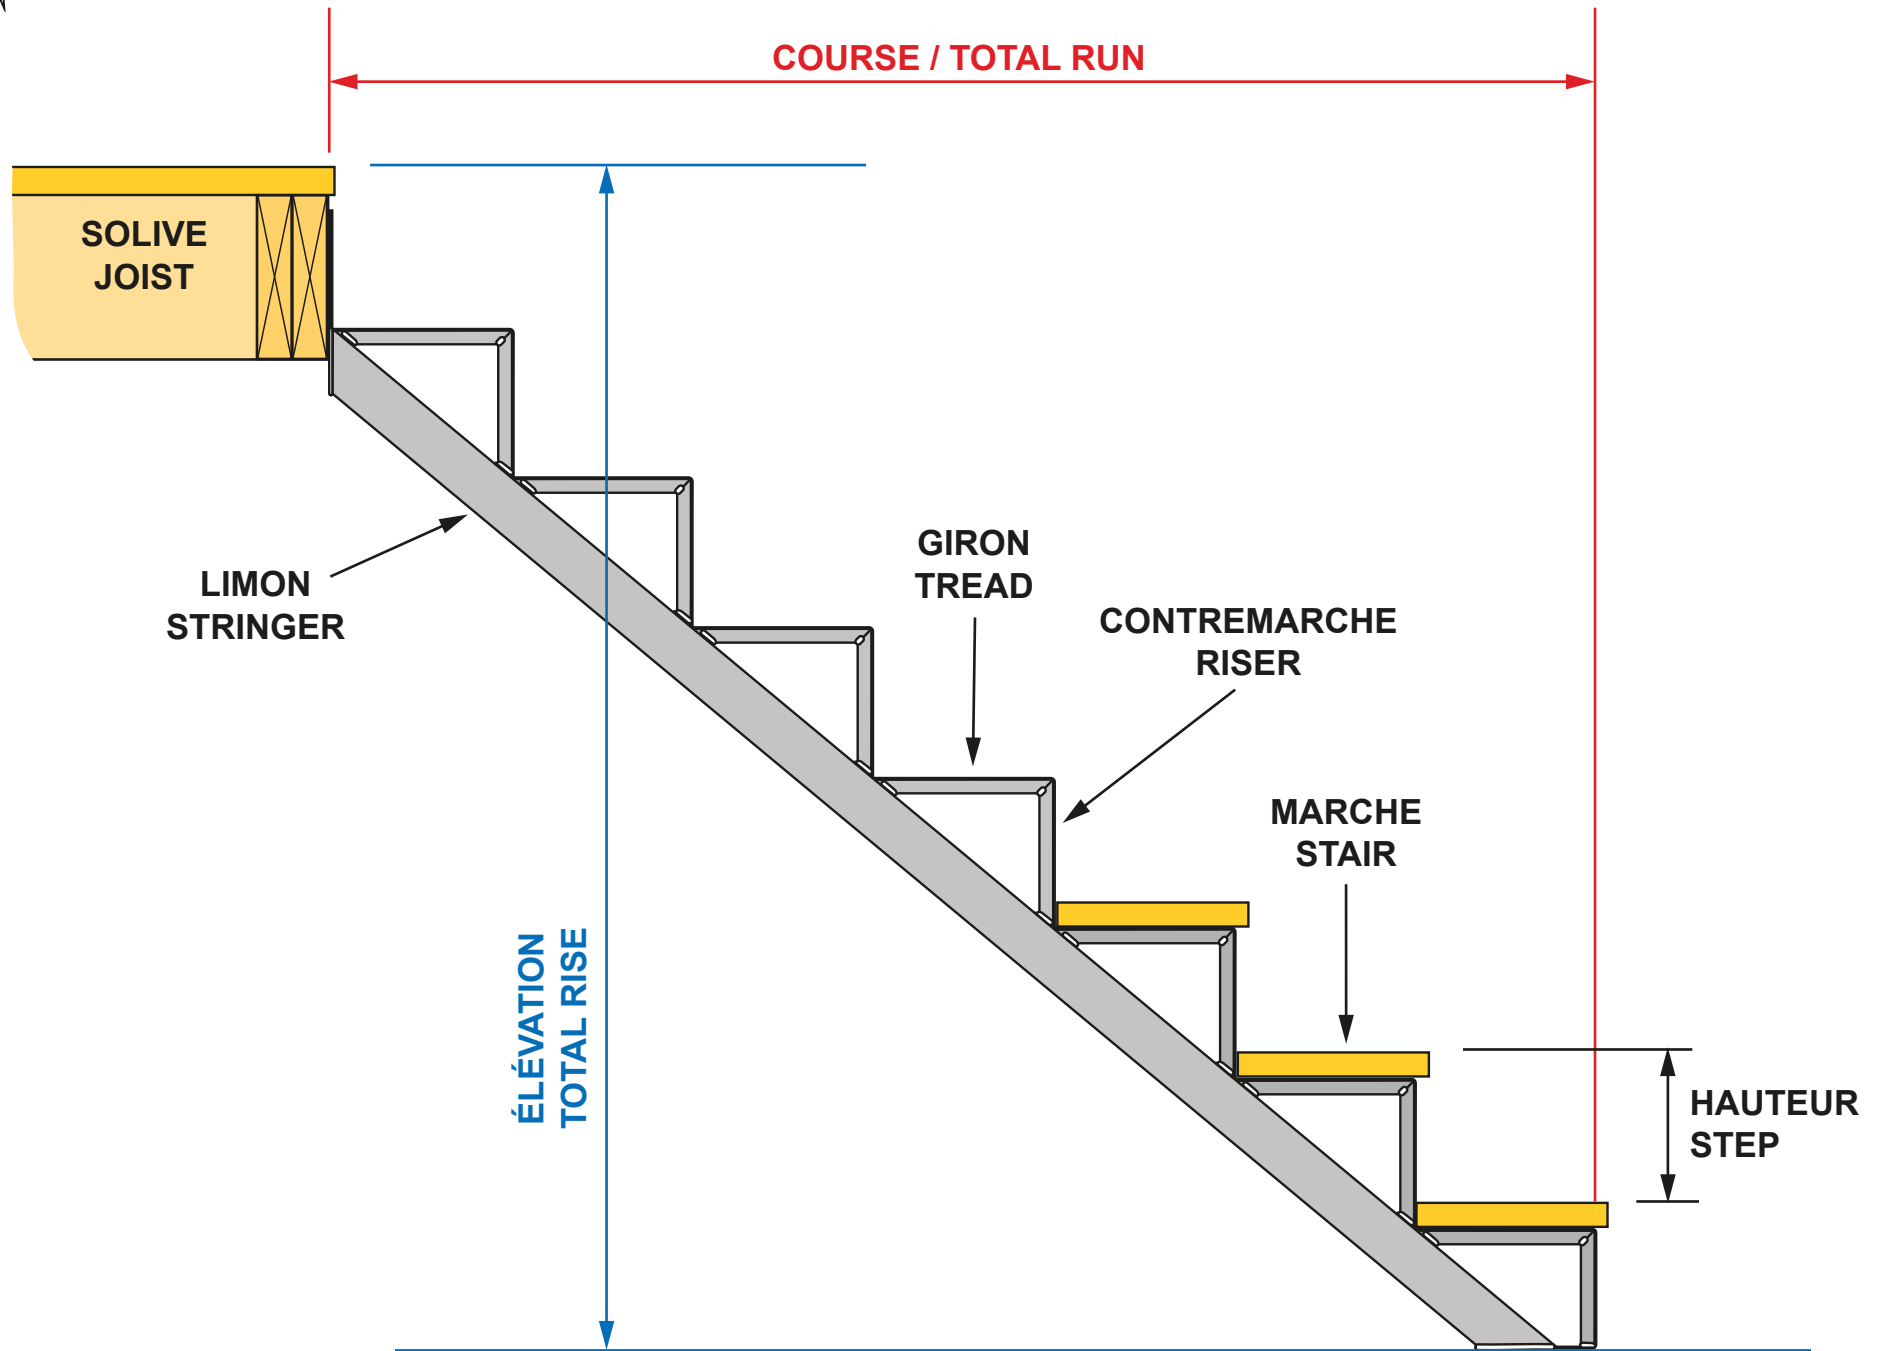 COURSE / TOTAL RUN
SOLIVE
JOIST
LIMON
STRINGER
GIRON
TREAD
CONTREMARCHE
RISER
MARCHE
STAIR
ÉLÉVATION
TOTAL RISE
HAUTEUR
STEP